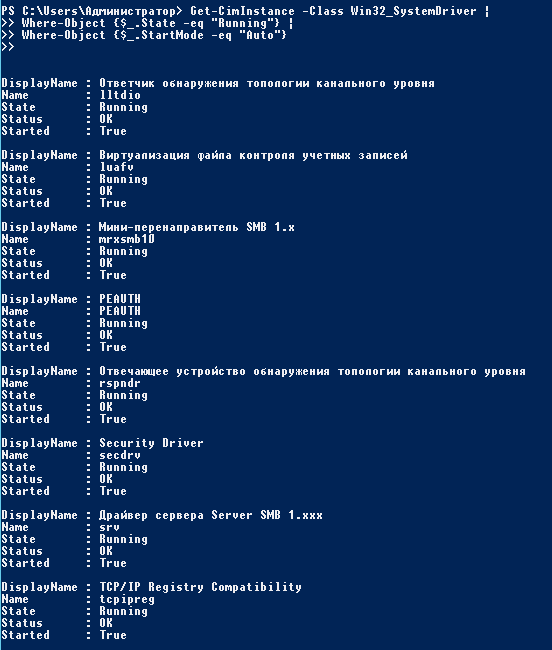 PS C:\Users\Администратор> Get-CimInstance -Class Win32_SystemDriver |
>> Where-Object {$_.State -eq "Running"} |
>> Where-Object {$_.StartMode -eq "Auto"}
>>
DisplayName : Ответчик обнаружения топологии канального уровня
Name : lltdio
State : Running
Status : OK
Started : True
DisplayName : Виртуализация файла контроля учетных записей
Name : luafv
State : Running
Status : OK
Started : True
DisplayName : Мини-перенаправитель SMB 1.x
Name : mrxsmb10
State : Running
Status : OK
Started : True
DisplayName : PEAUTH
Name : PEAUTH
State : Running
Status : OK
Started : True
DisplayName : Отвечающее устройство обнаружения топологии канального уровня
Name : rspndr
State : Running
Status : OK
Started : True
DisplayName : Security Driver
Name : secdrv
State : Running
Status : OK
Started : True
DisplayName : Драйвер сервера Server SMB 1.xxx
Name : srv
State : Running
Status : OK
Started : True
DisplayName : TCP/IP Registry Compatibility
Name : tcpipreg
State : Running
Status : OK
Started : True